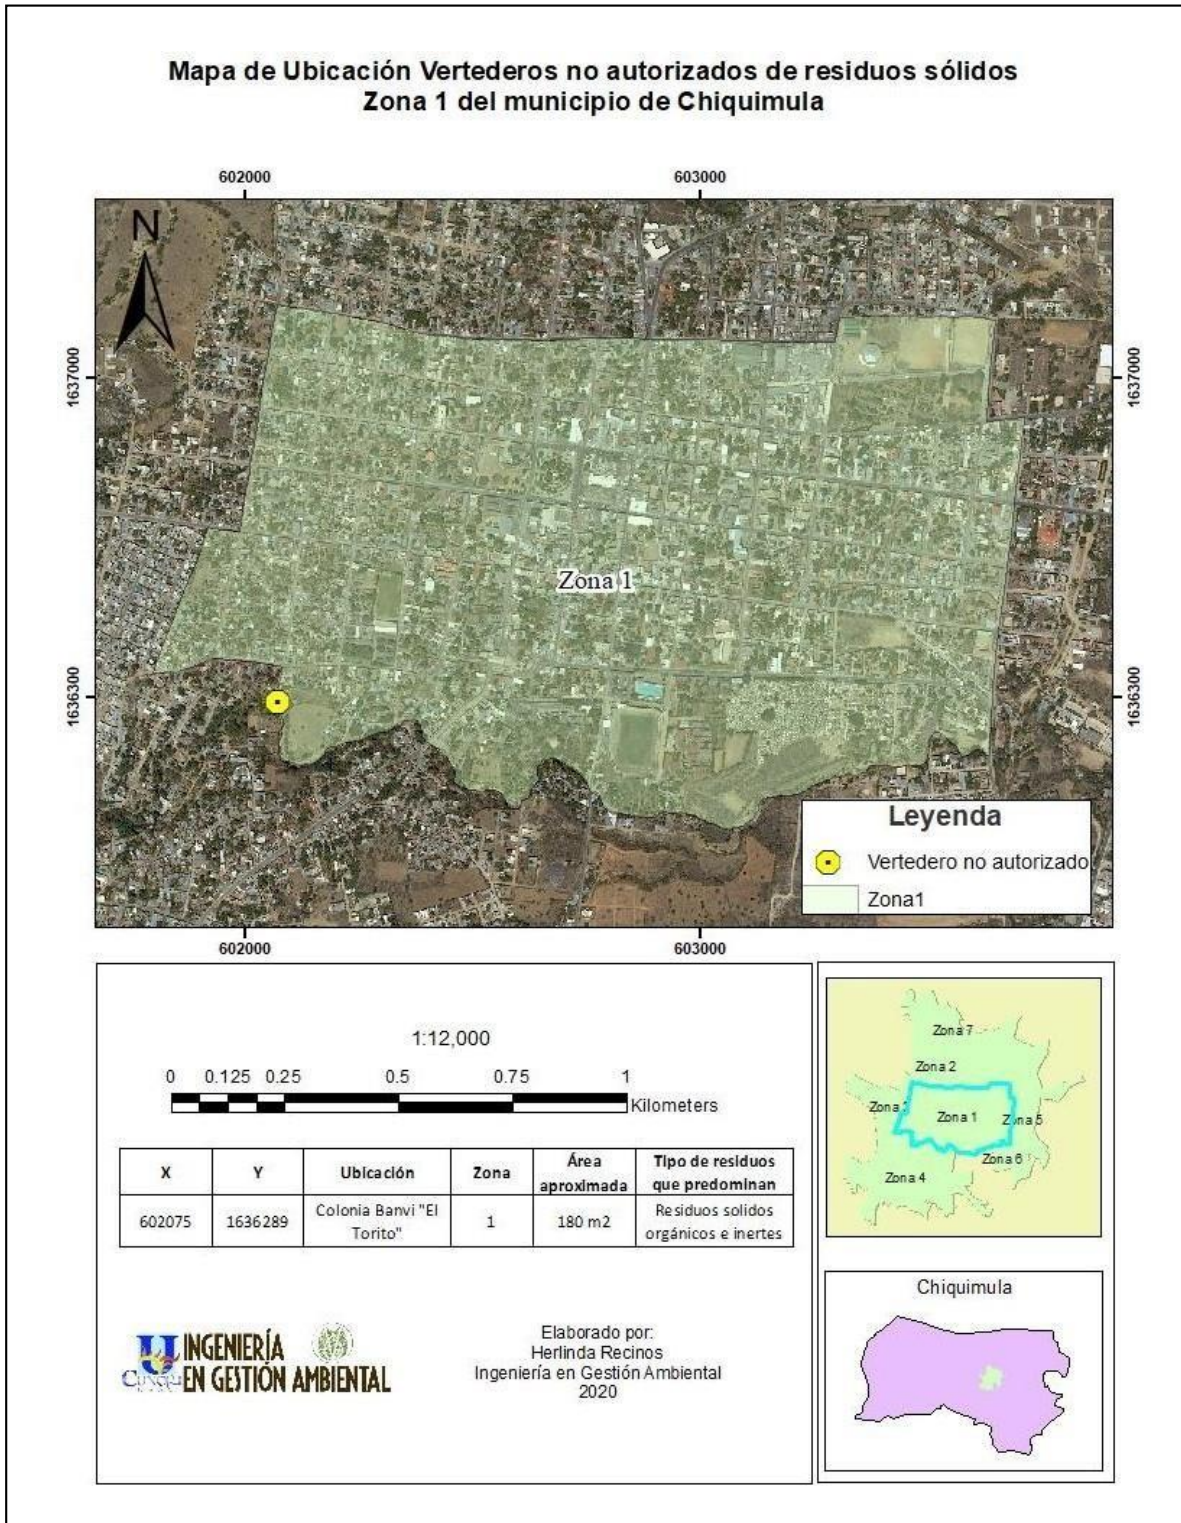 Mapa de Ubicación Vertederos no autorizados de residuos sólidos
Zona 1 del municipio de Chiquimula
602000 603000
N
1637000 1637000
Zona 1
1636300 1636300
Leyenda
Vertedero no autorizado
Zona1
602000 603000
1:12,000
0 0.125 0.25 0.5 0.75 1
Kilometers
X Y Ubicación Zona Área aproximada Tipo de residuos que predominan
602075 1636289 Colonia Banvi "El Torito" 1 180 m2 Residuos solidos orgánicos e inertes
INGENIERÍA
EN GESTIÓN AMBIENTAL
Elaborado por:
Herlinda Recinos
Ingeniería en Gestión Ambiental
2020
Zona 7
Zona 2
Zona
Zona 1
Zona 5
Zona 6
Zona 4
Chiquimula